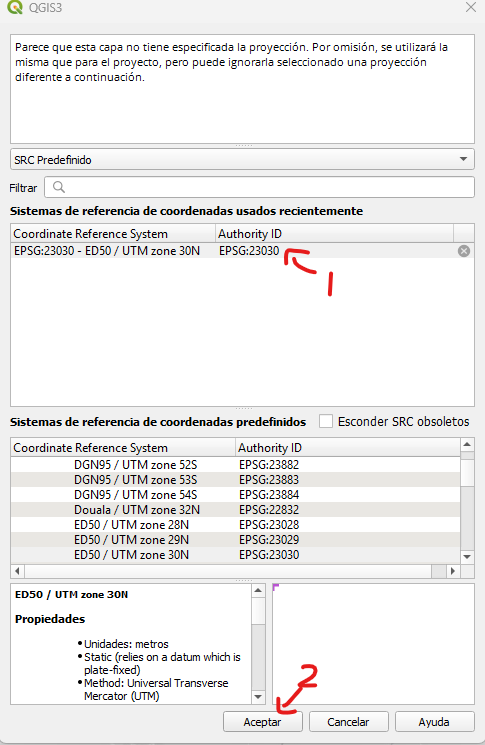 QGIS3
Parece que esta capa no tiene especificada la proyección. Por omisión, se utilizará la
misma que para el proyecto, pero puede ignorarla seleccionado una proyección
diferente a continuación.
SRC Predefinido
Filtrar
Sistemas de referencia de coordenadas usados recientemente
Coordinate Reference System Authority ID
EPSG:23030 - ED50 / UTM zone 30N EPSG:23030
1
Sistemas de referencia de coordenadas predefinidos Esconder SRC obsoletos
Coordinate Reference System Authority ID
DGN95 / UTM zone 52S EPSG:23882
DGN95 / UTM zone 53S EPSG:23883
DGN95 / UTM zone 54S EPSG:23884
Douala / UTM zone 32N EPSG:22832
ED50 / UTM zone 28N EPSG:23028
ED50 / UTM zone 29N EPSG:23029
ED50 / UTM zone 30N EPSG:23030
ED50 / UTM zone 30N
Propiedades
• Unidades: metros
• Static (relies on a datum which is
plate-fixed)
• Method: Universal Transverse
Mercator (UTM)
2
Aceptar Cancelar Ayuda